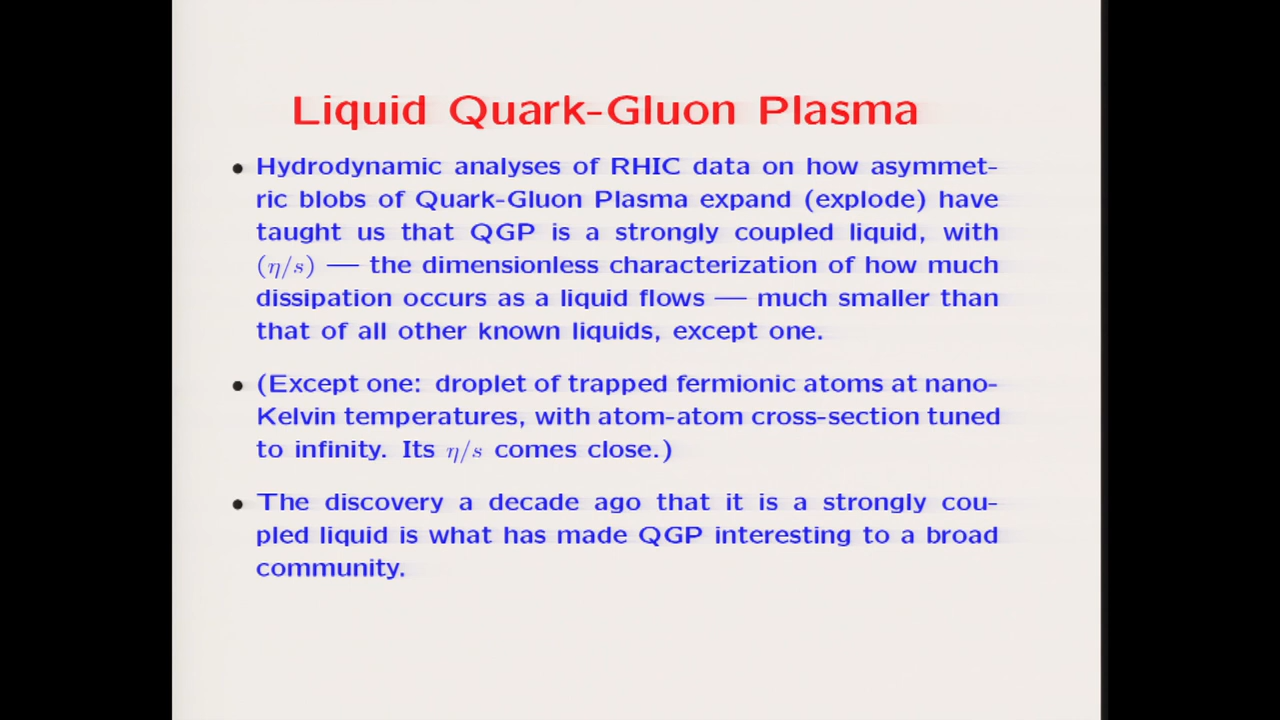 Liquid Quark-Gluon Plasma
• Hydrodynamic analyses of RHIC data on how asymmet-
ric blobs of Quark-Gluon Plasma expand (explode) have
taught us that QGP is a strongly coupled liquid, with
(η/s) — the dimensionless characterization of how much
dissipation occurs as a liquid flows — much smaller than
that of all other known liquids, except one.
• (Except one: droplet of trapped fermionic atoms at nano-
Kelvin temperatures, with atom-atom cross-section tuned
to infinity. Its η/s comes close.)
• The discovery a decade ago that it is a strongly cou-
pled liquid is what has made QGP interesting to a broad
community.